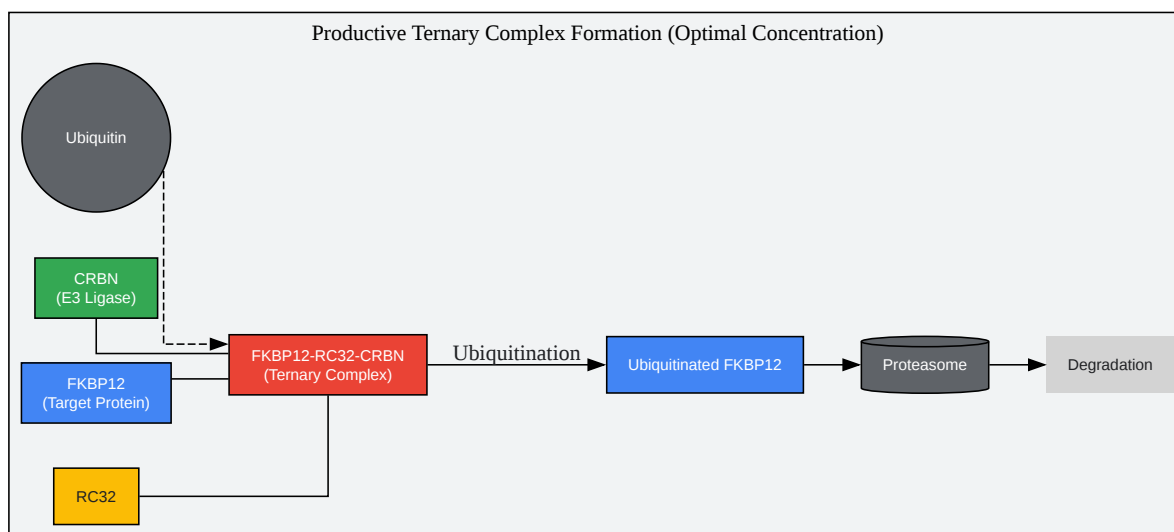 Productive Ternary Complex Formation (Optimal Concentration)
Ubiquitin
CRBN
(E3 Ligase)
FKBP12
(Target Protein)
RC32
FKBP12-RC32-CRBN
(Ternary Complex)
Ubiquitination
Ubiquitinated FKBP12
Proteasome
Degradation